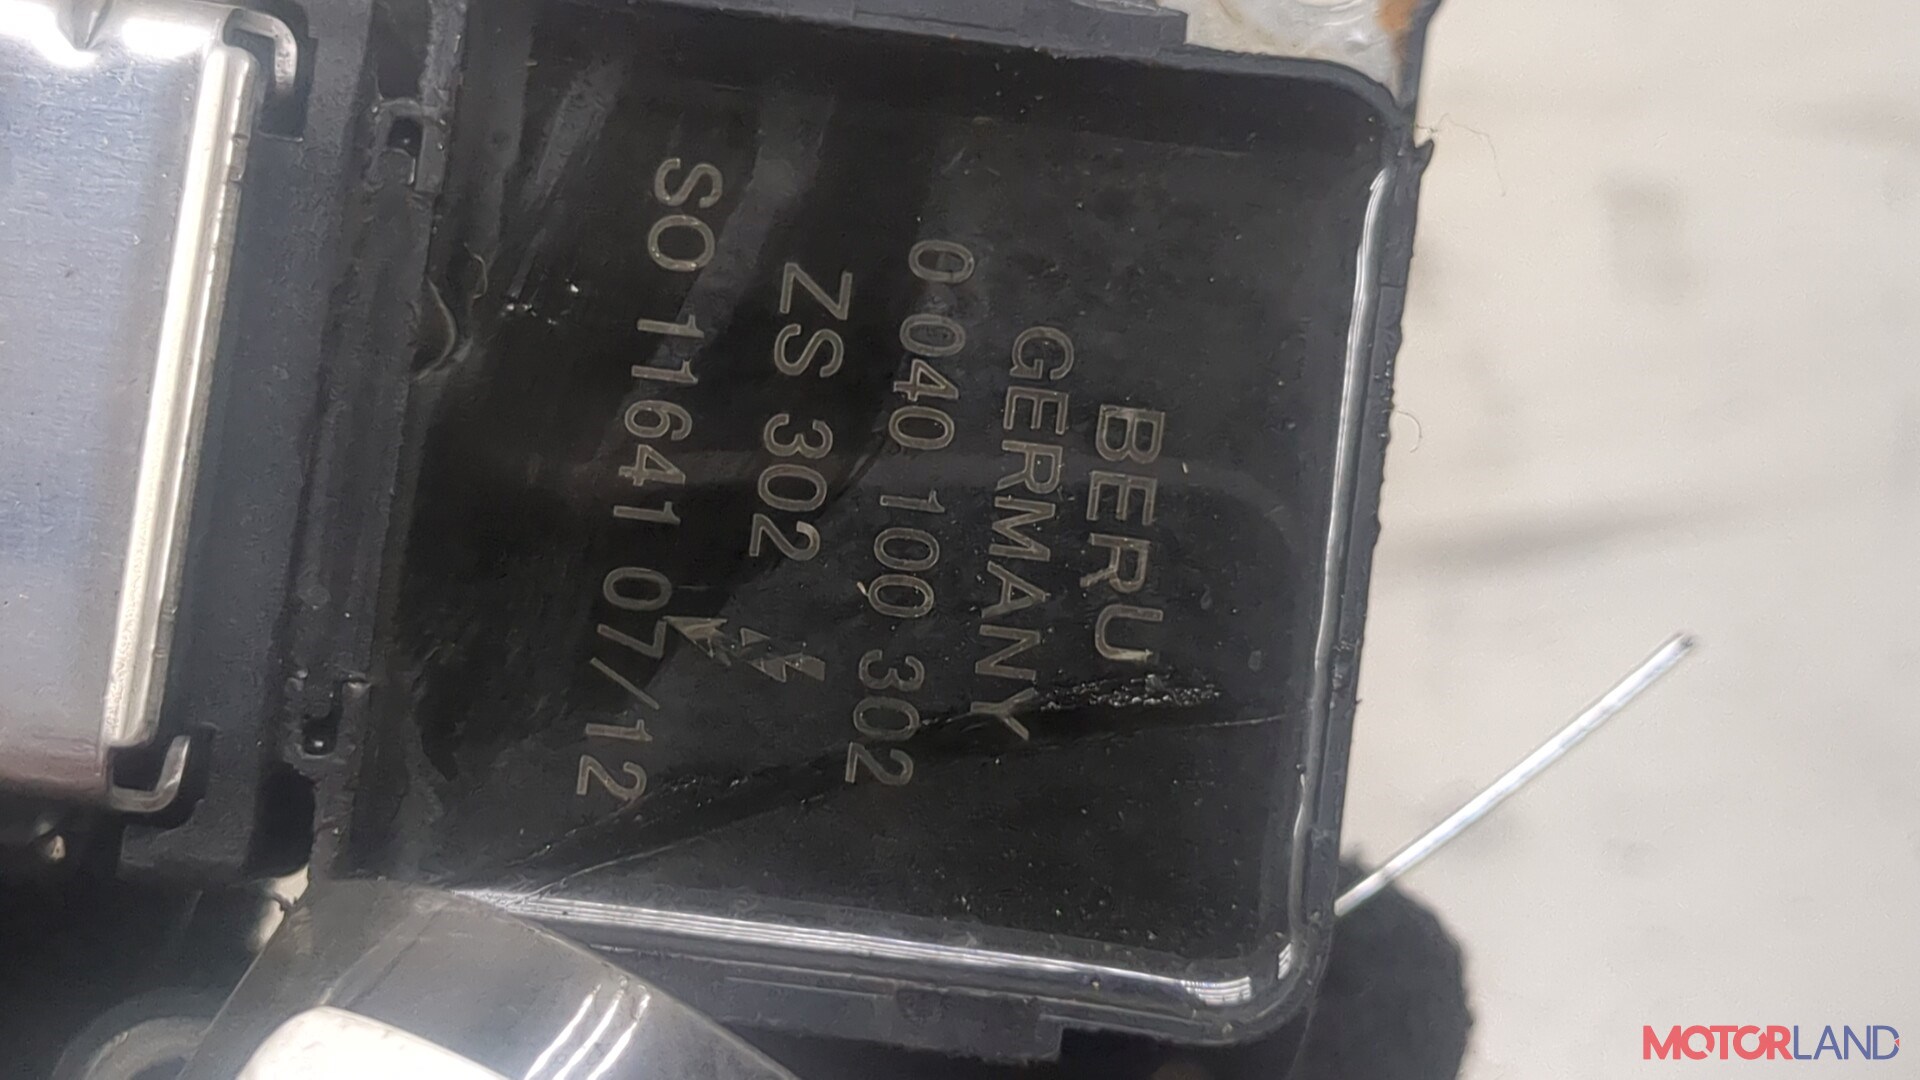 BERU
GERMANY
0 040 100 302
ZS 302
SO 11641 07/12
MOTORLAND